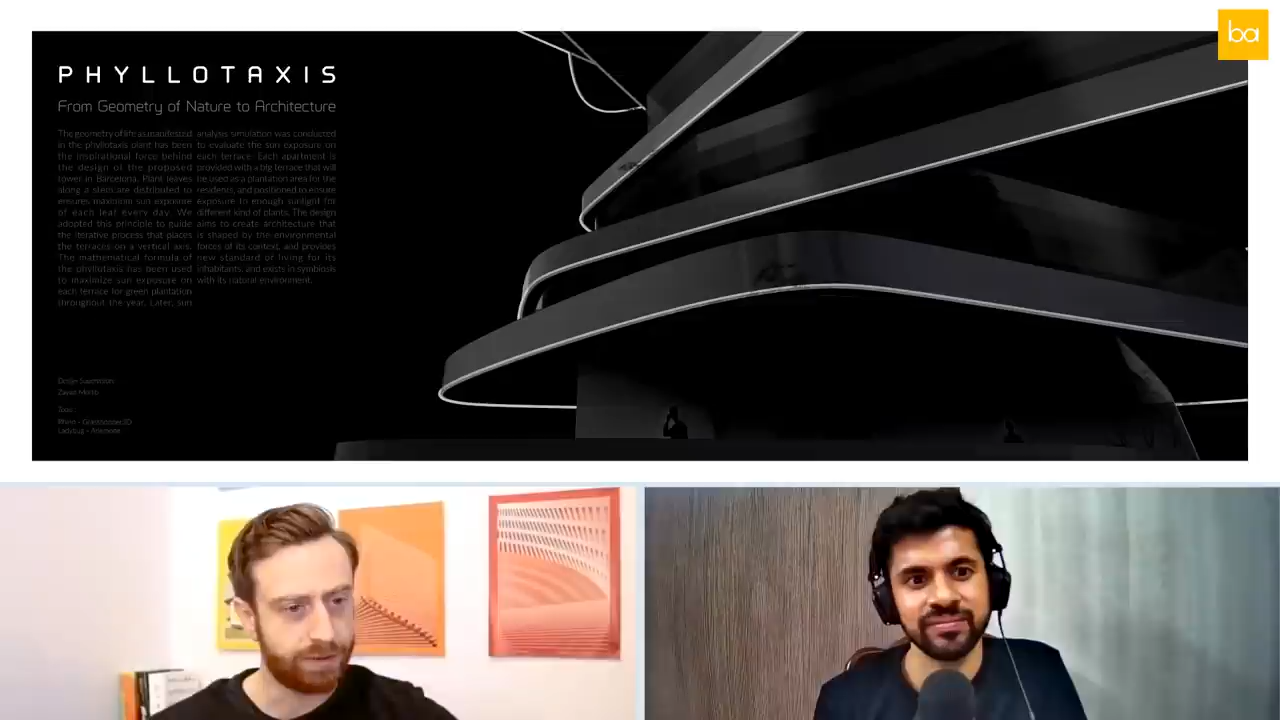 ba
PHYLLOTAXIS
From Geometry of Nature to Architecture
The geometry of life as manifested
in the phyllotaxis plant has been
the inspirational force behind
the design of the proposed
tower in Barcelona. Plant leaves
along a stem are distributed to
ensures maximum sun exposure
of each leaf every day. We
adopted this principle to guide
the iterative process that places
the terraces on a vertical axis.
The mathematical formula of
the phyllotaxis has been used
to maximize sun exposure on
each terrace for green plantation
throughout the year. Later, sun
analysis simulation was conducted
to evaluate the sun exposure on
each terrace. Each apartment is
provided with a big terrace that will
be used as a plantation area for the
residents, and positioned to ensure
exposure to enough sunlight for
different kind of plants. The design
aims to create architecture that
is shaped by the environmental
forces of its context, and provides
new standard of living for its
inhabitants, and exists in symbiosis
with its natural environment.
Rhino - Grasshopper3D